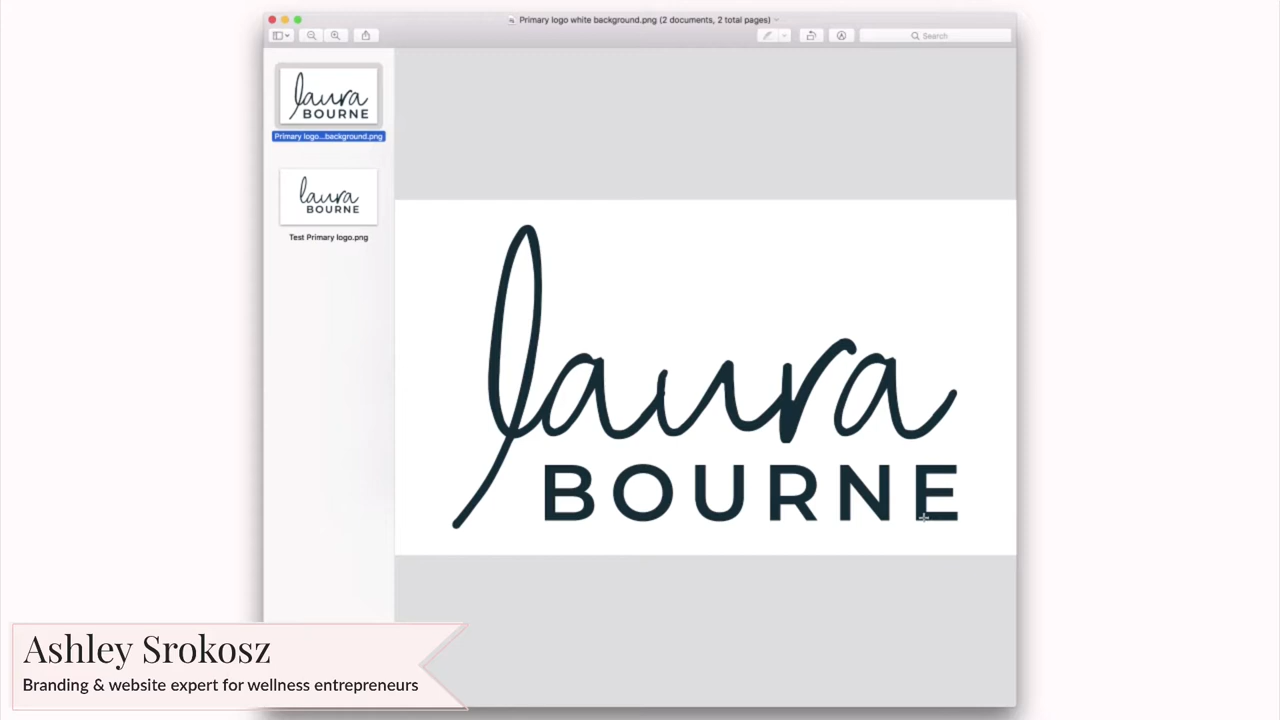 Primary logo white background.png (2 documents, 2 total pages)
Search
laura
BOURNE
Primary logo...background.png
laura
BOURNE
Test Primary logo.png
laura
BOURNE
Ashley Srokosz
Branding & website expert for wellness entrepreneurs